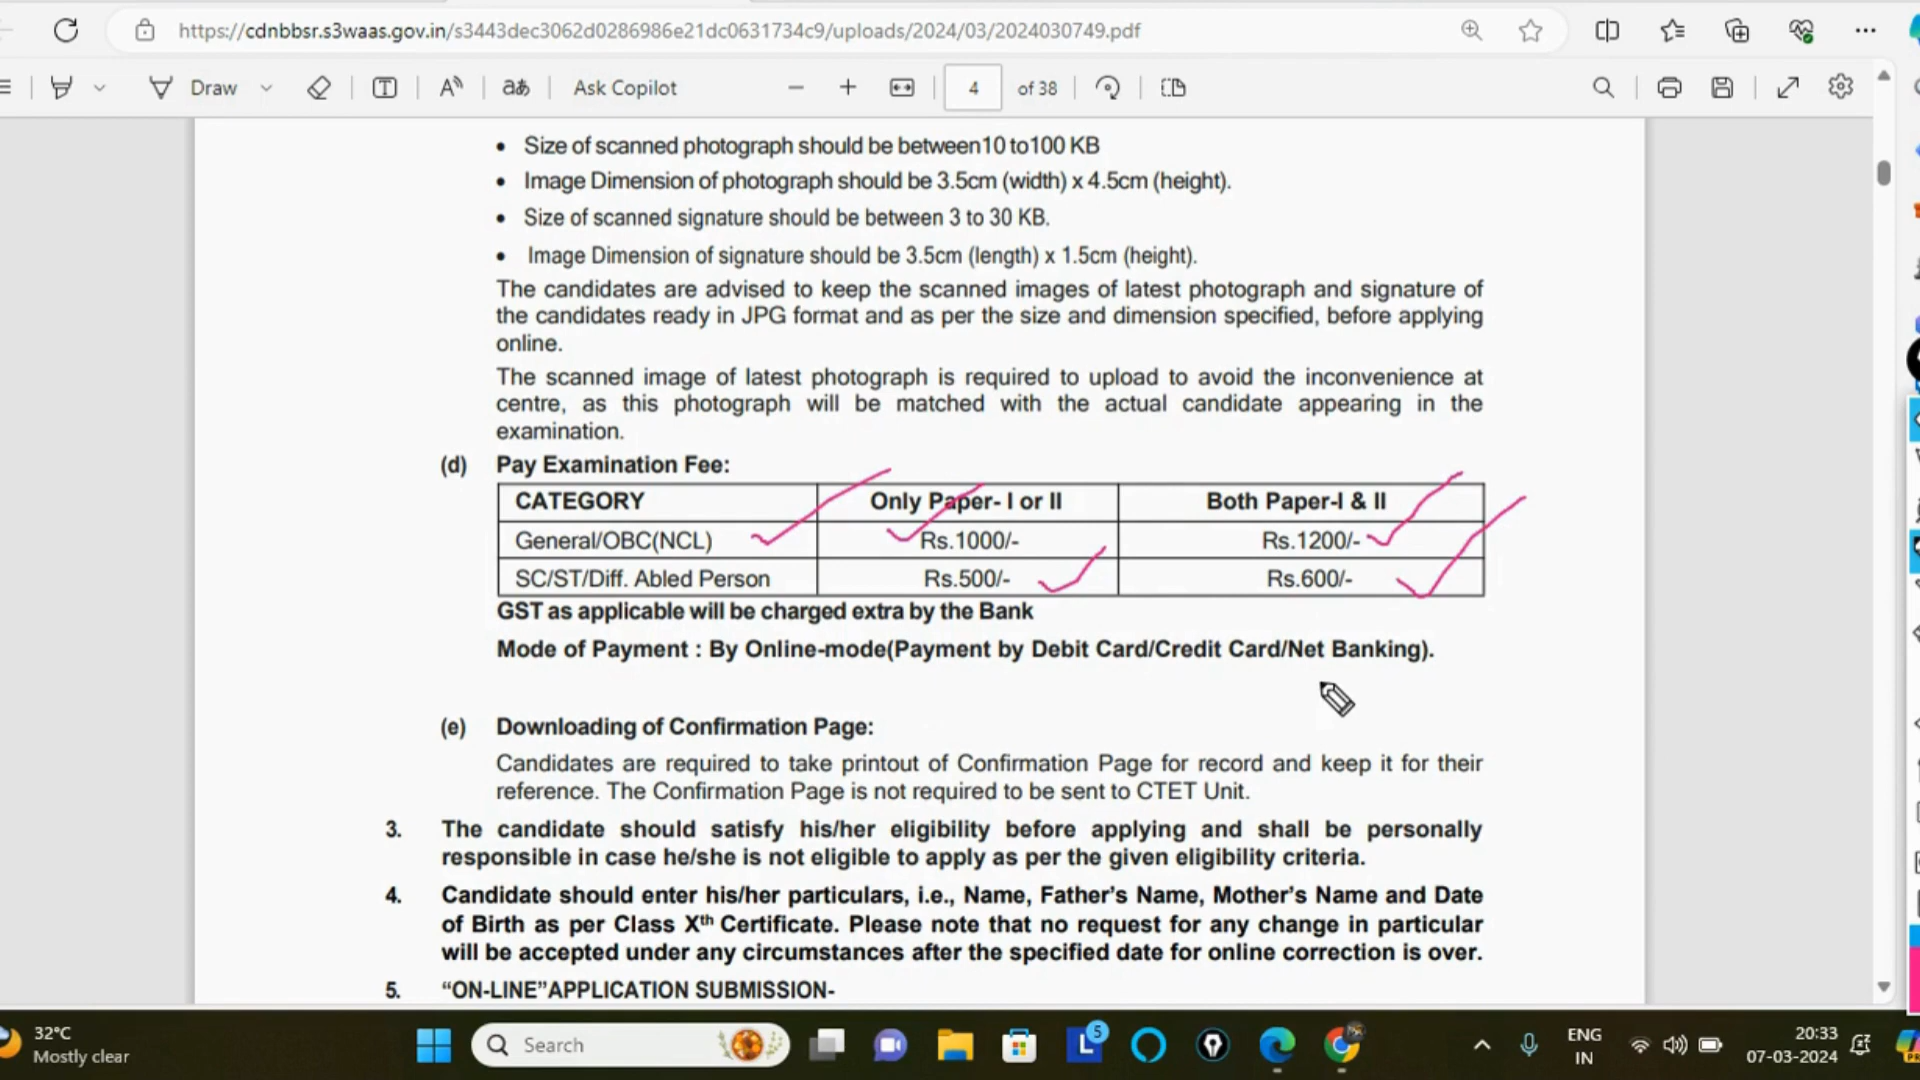 https://cdnbbsr.s3waas.gov.in/s3443dec3062d0286986e21dc0631734c9/uploads/2024/03/2024030749.pdf
Draw
Ask Copilot
4 of 38
• Size of scanned photograph should be between10 to100 KB
• Image Dimension of photograph should be 3.5cm (width) x 4.5cm (height).
• Size of scanned signature should be between 3 to 30 KB.
• Image Dimension of signature should be 3.5cm (length) x 1.5cm (height).
The candidates are advised to keep the scanned images of latest photograph and signature of
the candidates ready in JPG format and as per the size and dimension specified, before applying
online.
The scanned image of latest photograph is required to upload to avoid the inconvenience at
centre, as this photograph will be matched with the actual candidate appearing in the
examination.
(d) Pay Examination Fee:
CATEGORY Only Paper- I or II Both Paper-I & II
General/OBC(NCL) Rs.1000/- Rs.1200/-
SC/ST/Diff. Abled Person Rs.500/- Rs.600/-
GST as applicable will be charged extra by the Bank
Mode of Payment : By Online-mode(Payment by Debit Card/Credit Card/Net Banking).
(e) Downloading of Confirmation Page:
Candidates are required to take printout of Confirmation Page for record and keep it for their
reference. The Confirmation Page is not required to be sent to CTET Unit.
3. The candidate should satisfy his/her eligibility before applying and shall be personally
responsible in case he/she is not eligible to apply as per the given eligibility criteria.
4. Candidate should enter his/her particulars, i.e., Name, Father's Name, Mother's Name and Date
of Birth as per Class Xth Certificate. Please note that no request for any change in particular
will be accepted under any circumstances after the specified date for online correction is over.
5. “ON-LINE”APPLICATION SUBMISSION-
32°C
Mostly clear
Search
5
ENG
IN
20:33
07-03-2024